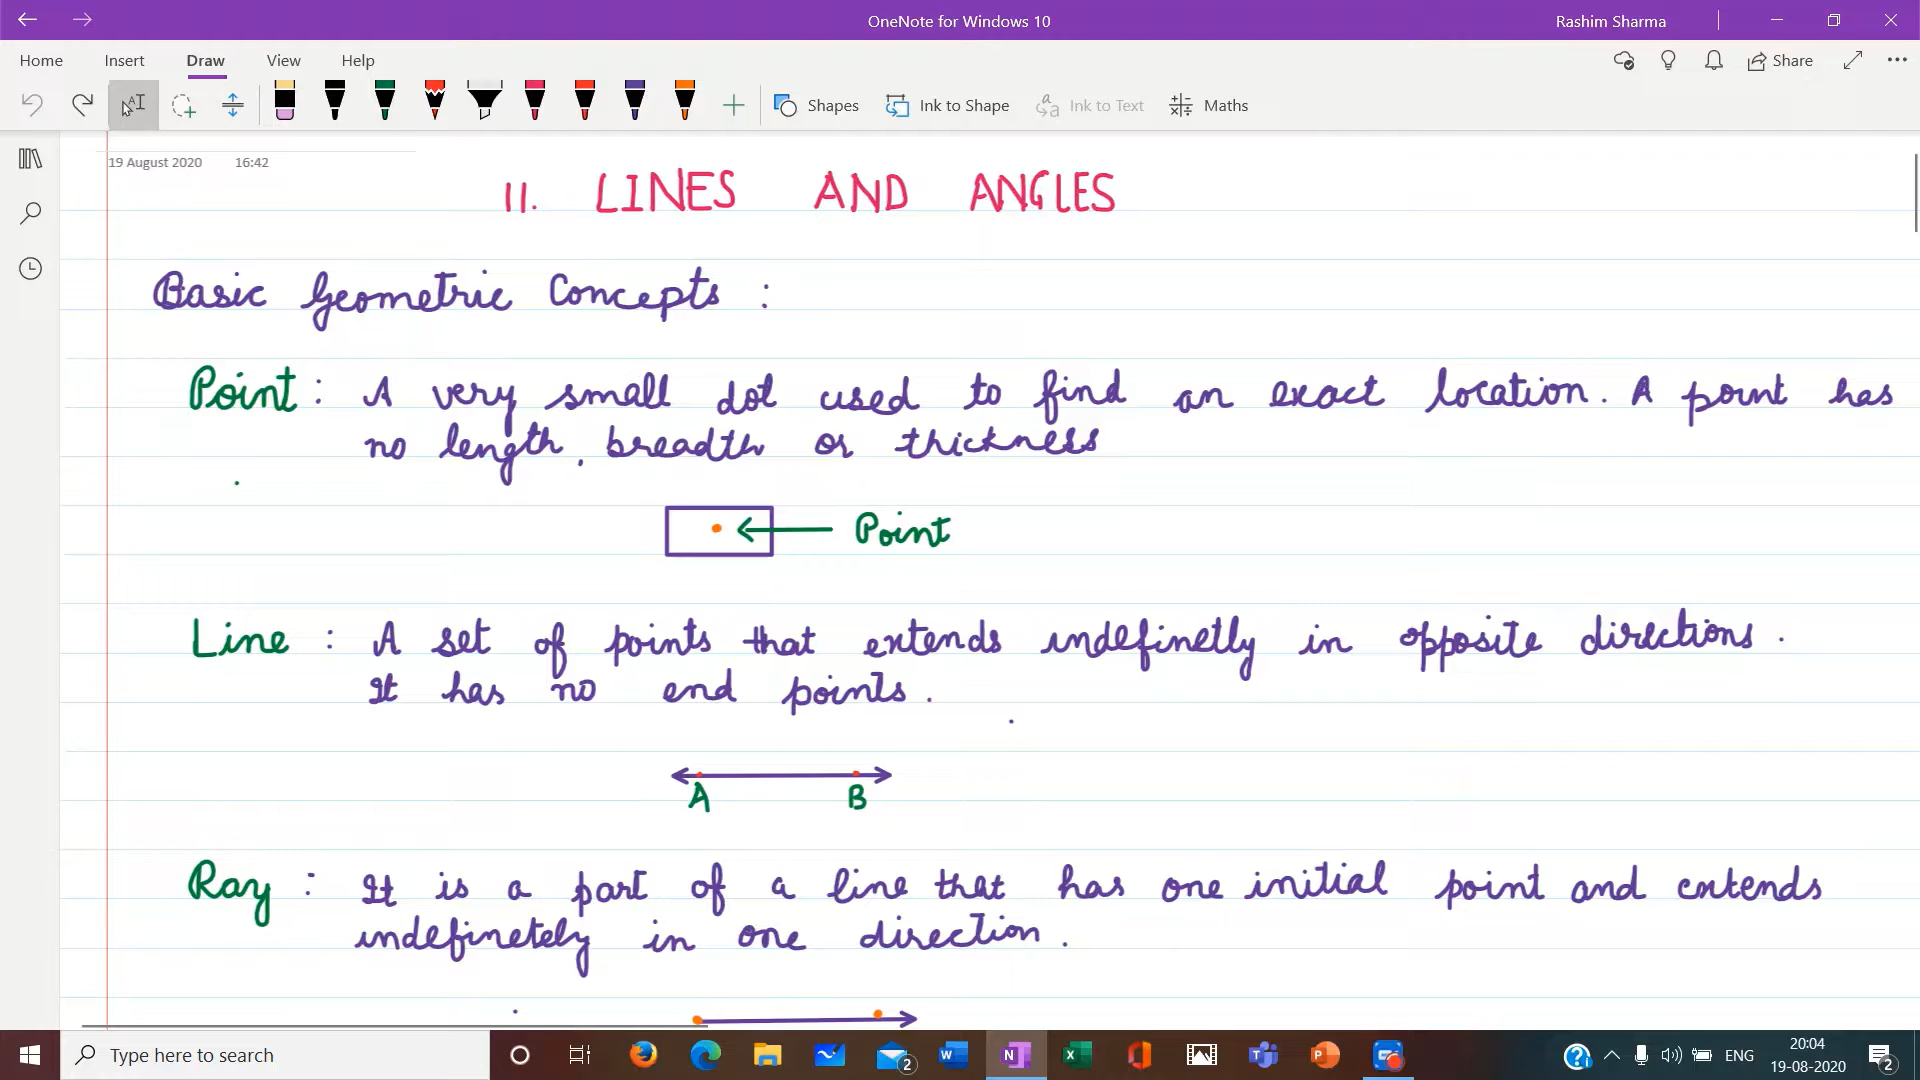 OneNote for Windows 10
Rashim Sharma
Home Insert Draw View Help
Share
Shapes Ink to Shape Ink to Text Maths
19 August 2020 16:42
11. LINES AND ANGLES
Basic Geometric Concepts :
Point : A very small dot used to find an exact location. A point has
no length, breadth or thickness
Point
Line : A set of points that extends indefinetly in opposite directions.
It has no end points.
A B
Ray : It is a part of a line that has one initial point and extends
indefinetely in one direction.
Type here to search
2
ENG
20:04
19-08-2020
2